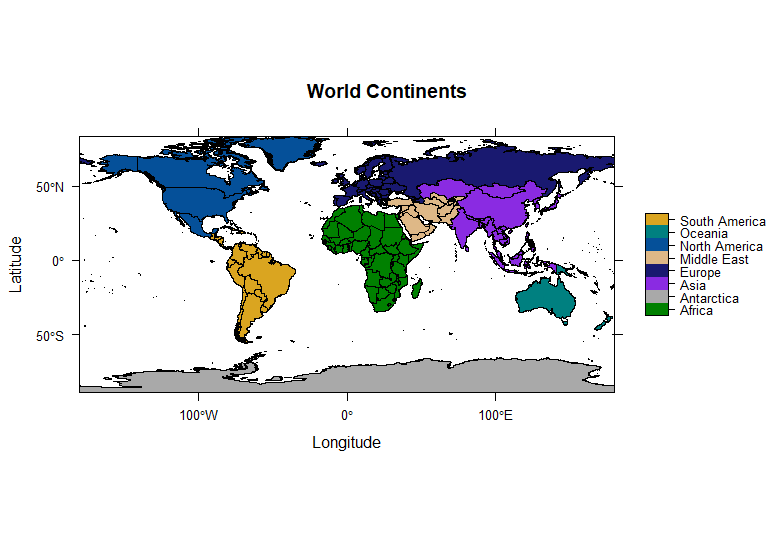 World Continents
50°N
0°
50°S
Latitude
100°W
0°
100°E
Longitude
South America
Oceania
North America
Middle East
Europe
Asia
Antarctica
Africa